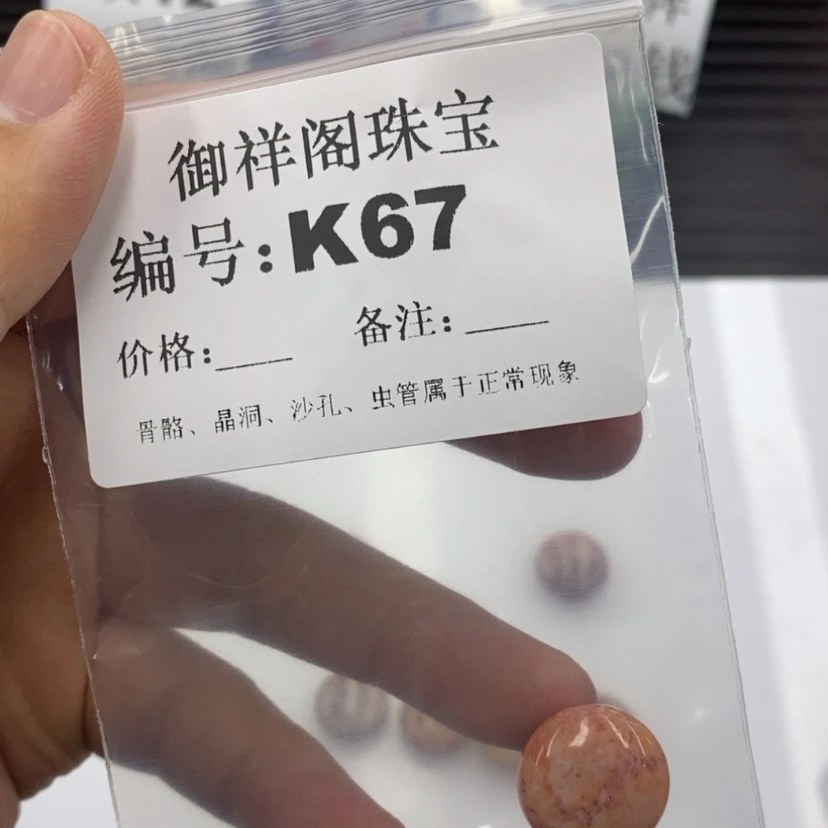 御祥阁珠宝
编号:K67
价格:___ 备注:____
骨骼、晶洞、沙孔、虫管属于正常现象